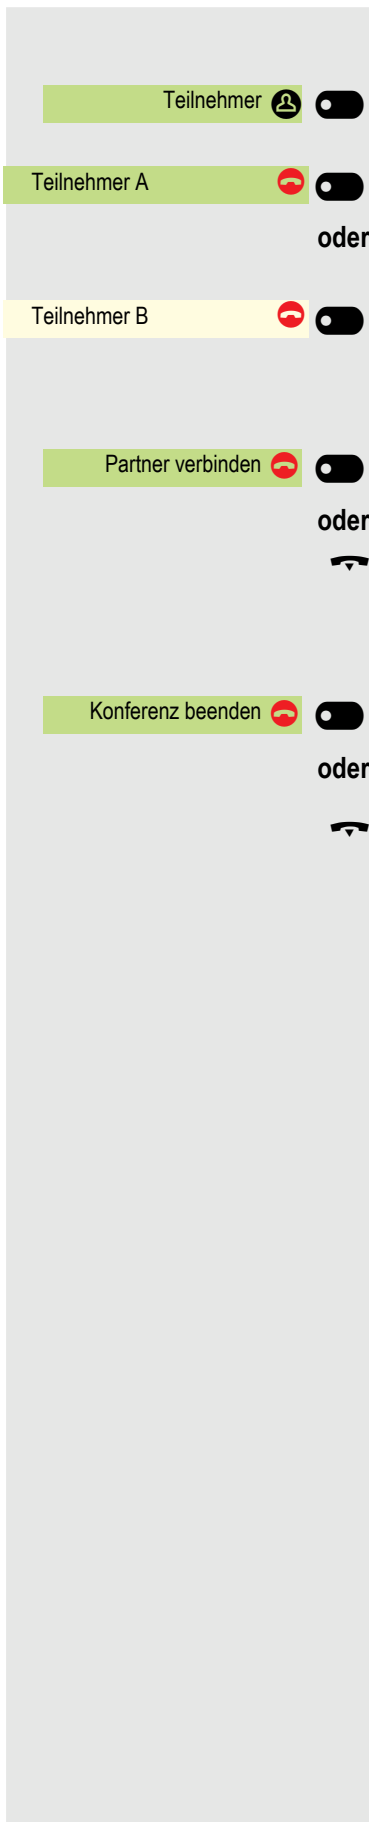 Teilnehmer
Teilnehmer A
oder
Teilnehmer B
Partner verbinden
oder
Konferenz beenden
oder